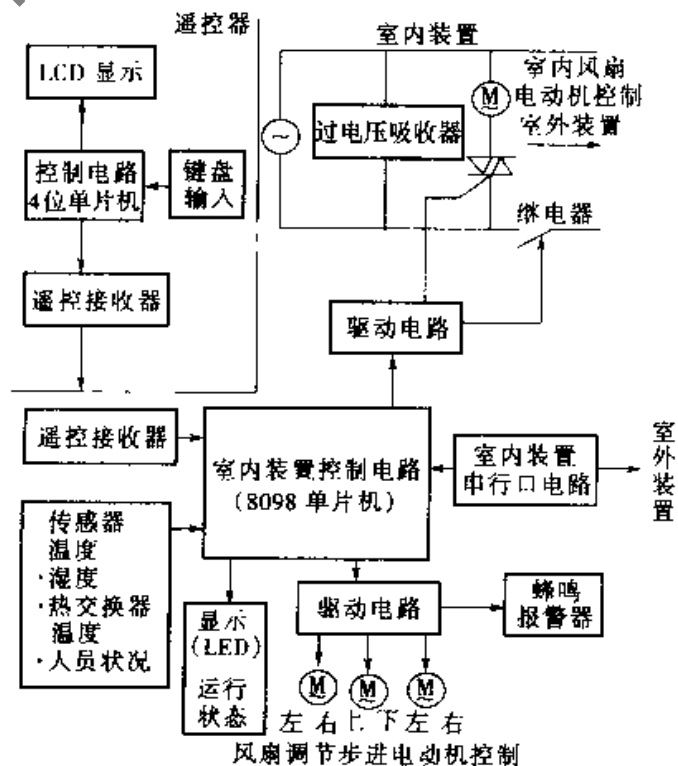 遥控器
LCD 显示
控制电路
4位单片机
键盘
输入
遥控接收器
室内装置
~
过电压吸收器
M
室内风扇
电动机控制
室外装置
继电器
驱动电路
遥控接收器
室内装置控制电路
(8098 单片机)
室内装置
串行口电路
室外装置
传感器
温度
·湿度
·热交换器
温度
·人员状况
显示
(LED)
运行
状态
驱动电路
蜂鸣
报警器
M M M
左右上下左右
风扇调节步进电动机控制